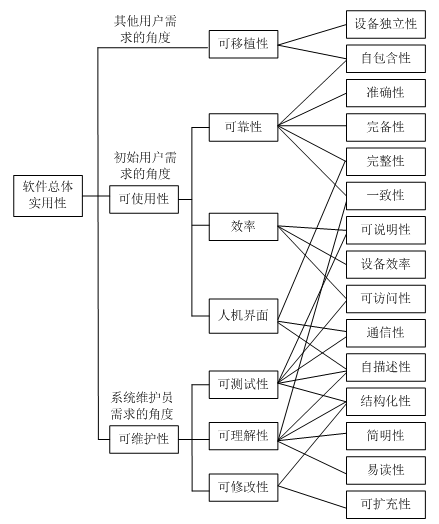 其他用户需
求的角度
可移植性
设备独立性
自包含性
准确性
可靠性
完备性
初始用户需
求的角度
完整性
软件总体
实用性
可使用性
一致性
效率
可说明性
设备效率
可访问性
人机界面
通信性
系统维护员
需求的角度
可测试性
自描述性
结构化性
可维护性
可理解性
简明性
易读性
可修改性
可扩充性